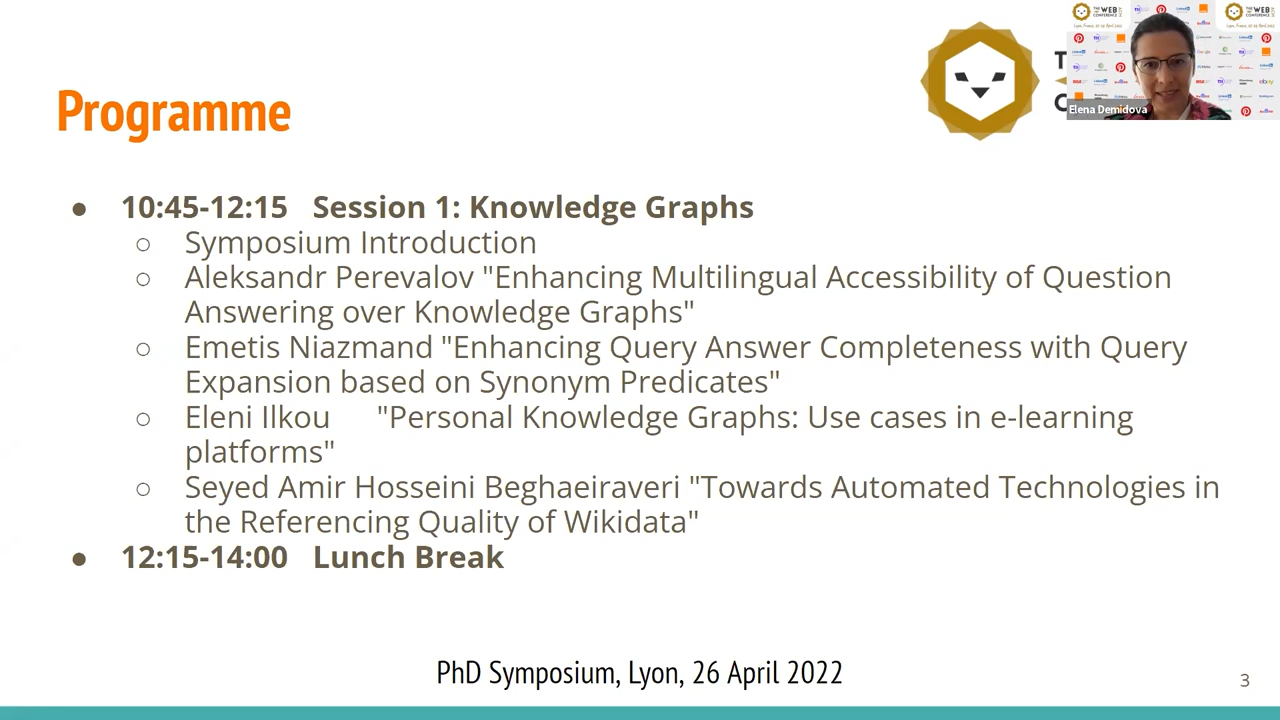 Programme
THE WEB CONFERENCE
Elena Demidova
● 10:45-12:15 Session 1: Knowledge Graphs
○ Symposium Introduction
○ Aleksandr Perevalov "Enhancing Multilingual Accessibility of Question
Answering over Knowledge Graphs"
○ Emetis Niazmand "Enhancing Query Answer Completeness with Query
Expansion based on Synonym Predicates"
○ Eleni Ilkou "Personal Knowledge Graphs: Use cases in e-learning
platforms"
○ Seyed Amir Hosseini Beghaeiraveri "Towards Automated Technologies in
the Referencing Quality of Wikidata"
● 12:15-14:00 Lunch Break
PhD Symposium, Lyon, 26 April 2022
3